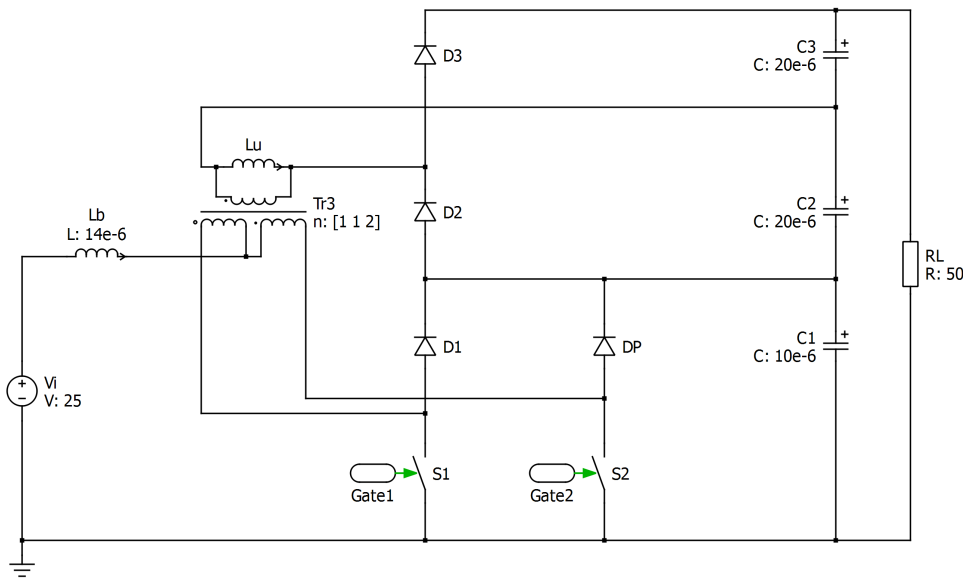 D3
C3
C: 20e-6
+
Lu
Tr3
n: [1 1 2]
D2
C2
C: 20e-6
+
Lb
L: 14e-6
RL
R: 50
D1
DP
C1
C: 10e-6
+
Vi
V: 25
+
−
S1
Gate1
S2
Gate2